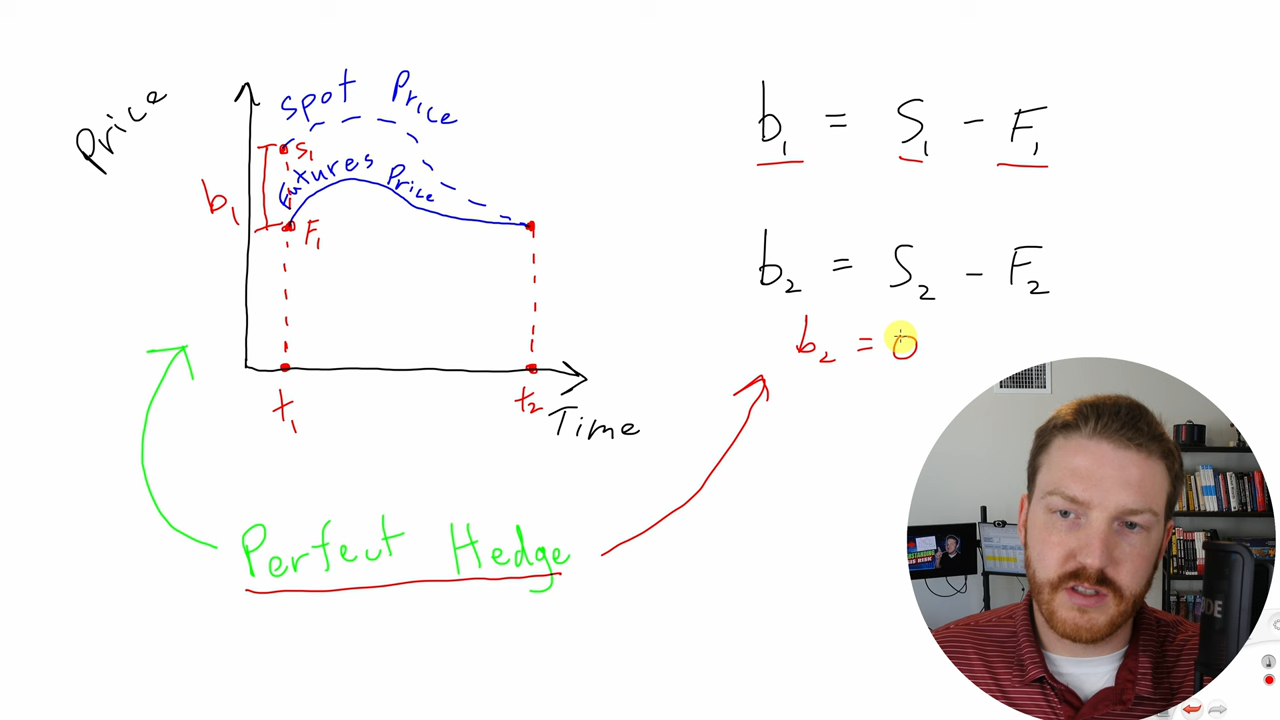 Price
Spot Price
S₁
Futures Price
b₁
F₁
t₁
t₂
Time
Perfect Hedge
b₁ = S₁ - F₁
b₂ = S₂ - F₂
b₂ = 0